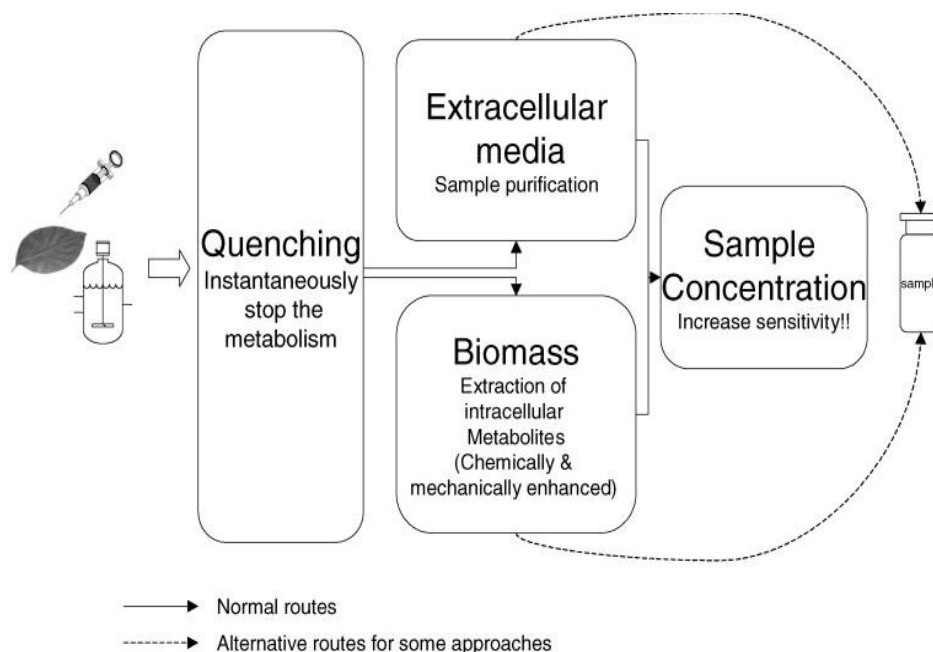 Quenching
Instantaneously
stop the
metabolism
Extracellular
media
Sample purification
Biomass
Extraction of
intracellular
Metabolites
(Chemically &
mechanically enhanced)
Sample
Concentration
Increase sensitivity!!
sampl
Normal routes
Alternative routes for some approaches